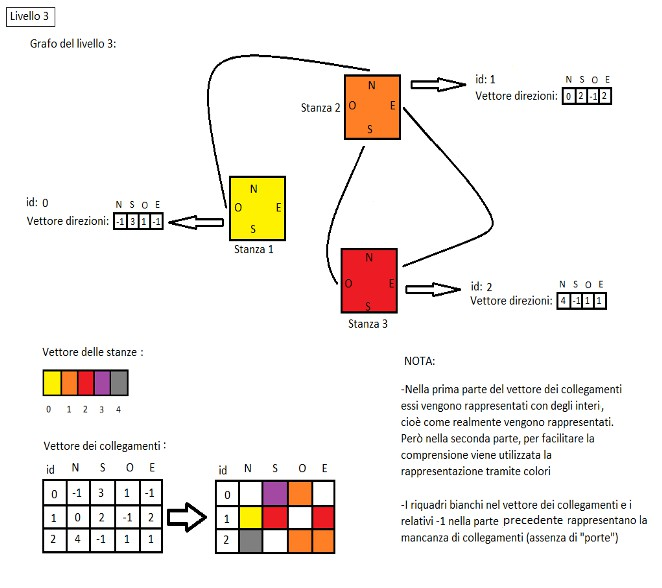 Livello 3
Grafo del livello 3:
id: 1
N S O E
Vettore direzioni: 0 2 -1 2
Stanza 2
N
O E
S
id: 0
N S O E
Vettore direzioni: -1 3 1 -1
N
O E
S
Stanza 1
N
O E
S
Stanza 3
id: 2
N S O E
Vettore direzioni: 4 -1 1 1
Vettore delle stanze :
0 1 2 3 4
Vettore dei collegamenti :
id N S O E
0 -1 3 1 -1
1 0 2 -1 2
2 4 -1 1 1
id N S O E
0
1
2
NOTA:
-Nella prima parte del vettore dei collegamenti
essi vengono rappresentati con degli interi,
cioè come realmente vengono rappresentati.
Però nella seconda parte, per facilitare la
comprensione viene utilizzata la
rappresentazione tramite colori
-I riquadri bianchi nel vettore dei collegamenti e i
relativi -1 nella parte precedente rappresentano la
mancanza di collegamenti (assenza di "porte")